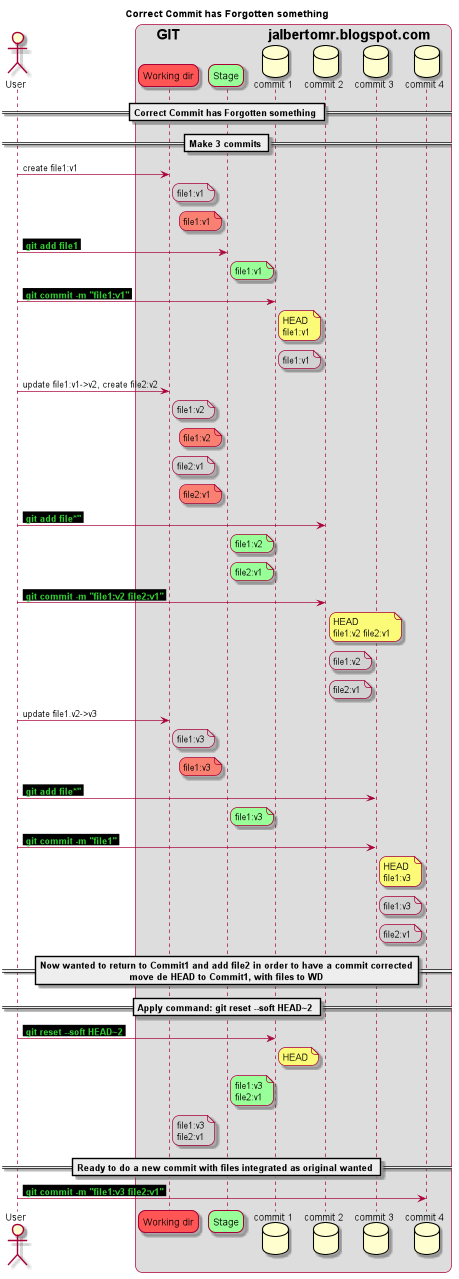 Correct Commit has Forgotten something
GIT
jalbertomr.blogspot.com
User
Working dir
Stage
commit 1
commit 2
commit 3
commit 4
Correct Commit has Forgotten something
Make 3 commits
create file1:v1
file1:v1
file1:v1
git add file1
file1:v1
git commit -m "file1:v1"
HEAD
file1:v1
file1:v1
update file1:v1->v2, create file2:v2
file1:v2
file1:v2
file2:v1
file2:v1
git add file*"
file1:v2
file2:v1
git commit -m "file1:v2 file2:v1"
HEAD
file1:v2 file2:v1
file1:v2
file2:v1
update file1.v2->v3
file1:v3
file1:v3
git add file*"
file1:v3
git commit -m "file1"
HEAD
file1:v3
file1:v3
file2:v1
Now wanted to return to Commit1 and add file2 in order to have a commit corrected
move de HEAD to Commit1, with files to WD
Apply command: git reset --soft HEAD~2
git reset --soft HEAD~2
HEAD
file1:v3
file2:v1
file1:v3
file2:v1
Ready to do a new commit with files integrated as original wanted
git commit -m "file1:v3 file2:v1"
User
Working dir
Stage
commit 1
commit 2
commit 3
commit 4